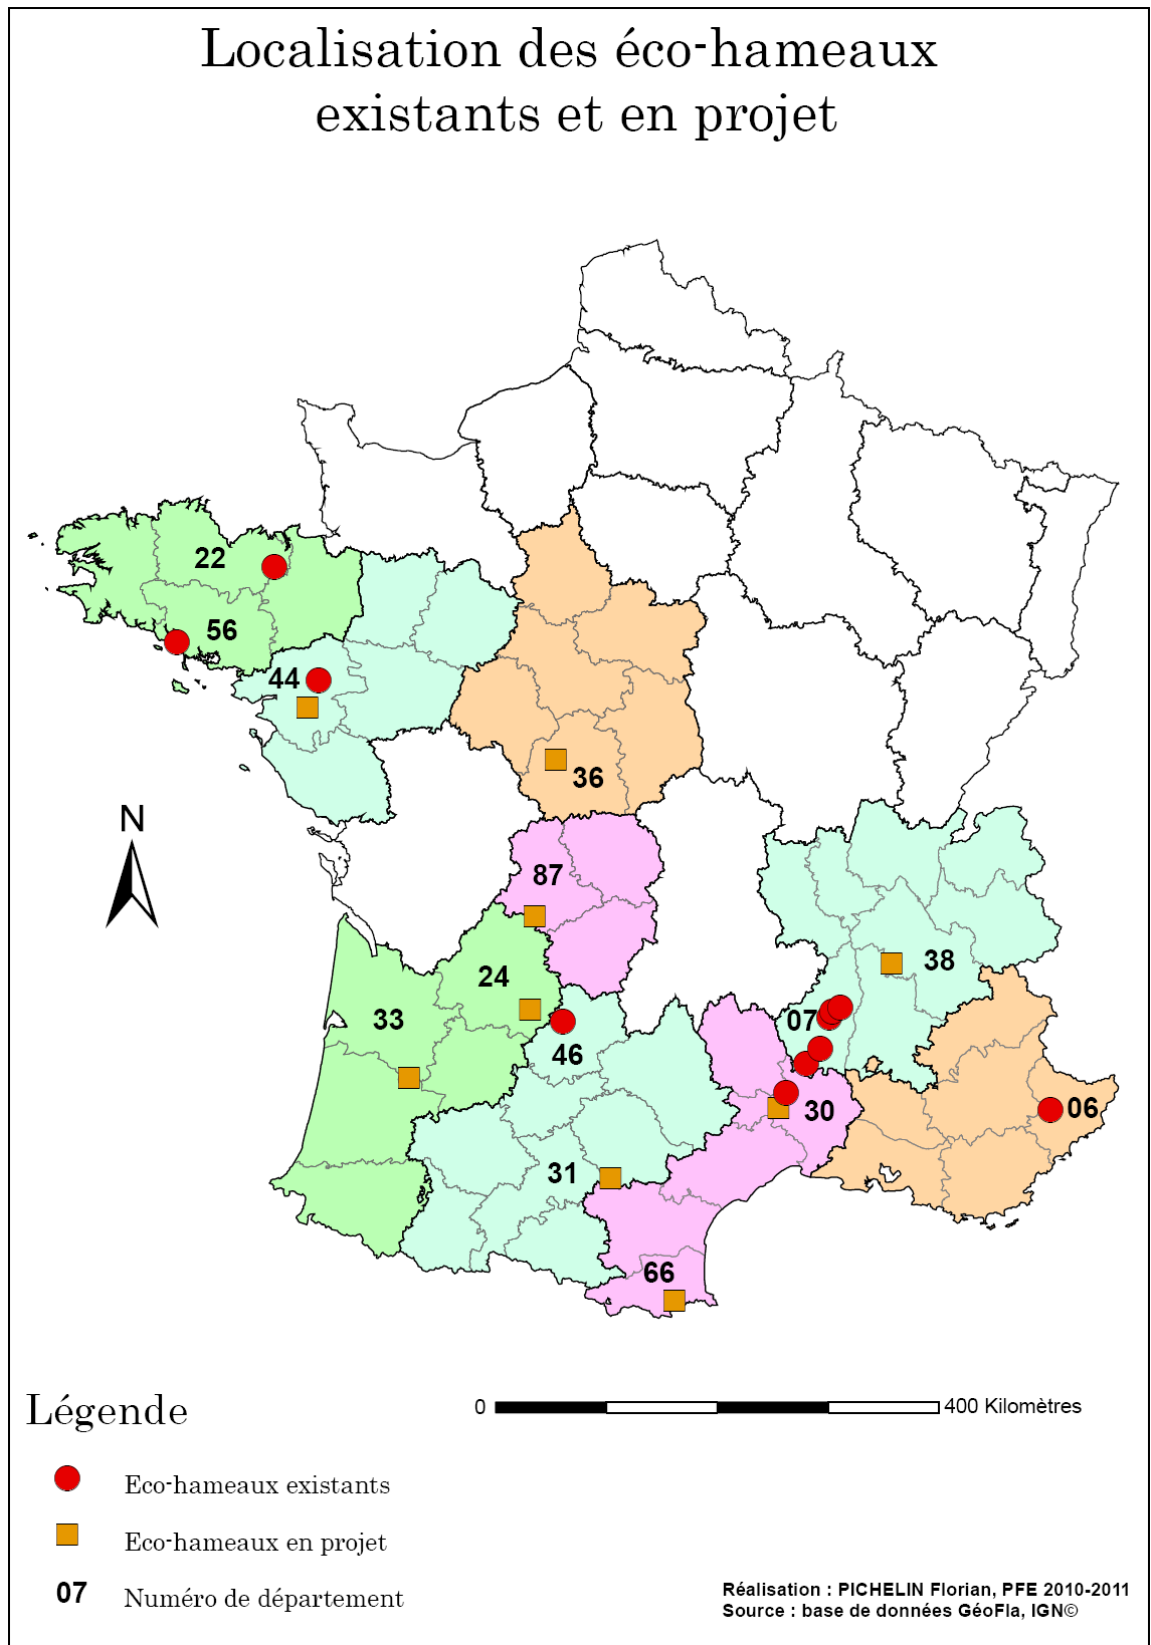 Localisation des éco-hameaux
existants et en projet
22
56
44
36
N
87
38
24
33
07
46
06
30
31
66
Légende
0
400 Kilomètres
Eco-hameaux existants
Eco-hameaux en projet
07
Numéro de département
Réalisation : PICHELIN Florian, PFE 2010-2011
Source : base de données GéoFla, IGN©